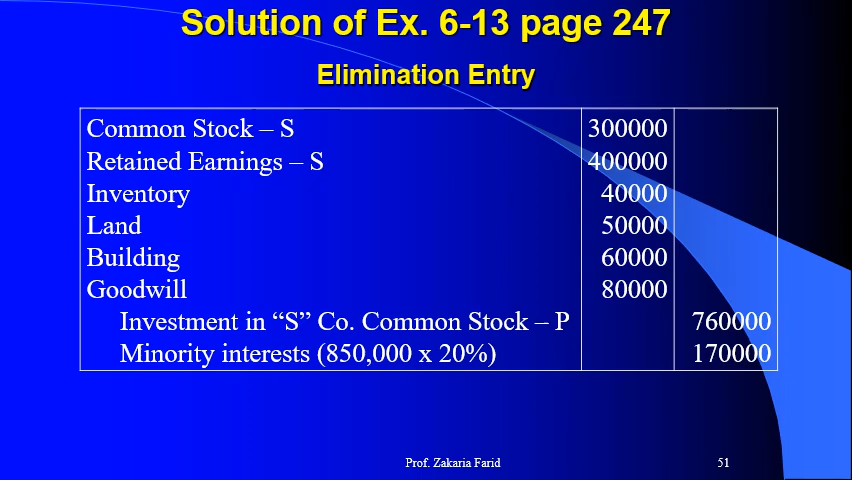 Solution of Ex. 6-13 page 247
Elimination Entry
Common Stock – S 300000
Retained Earnings – S 400000
Inventory 40000
Land 50000
Building 60000
Goodwill 80000
Investment in “S” Co. Common Stock – P 760000
Minority interests (850,000 x 20%) 170000
Prof. Zakaria Farid 51